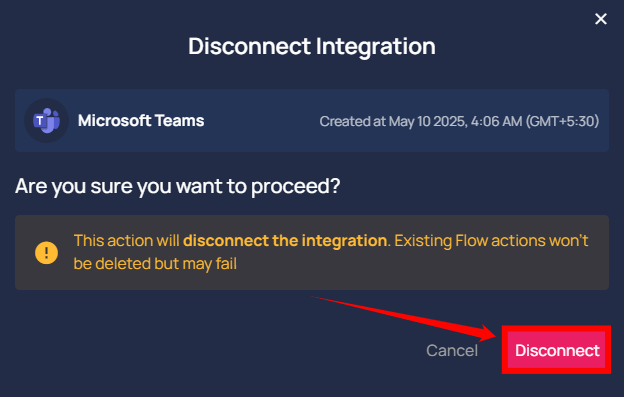 Disconnect Integration
Microsoft Teams
Created at May 10 2025, 4:06 AM (GMT+5:30)
Are you sure you want to proceed?
This action will disconnect the integration. Existing Flow actions won't
be deleted but may fail
Cancel
Disconnect